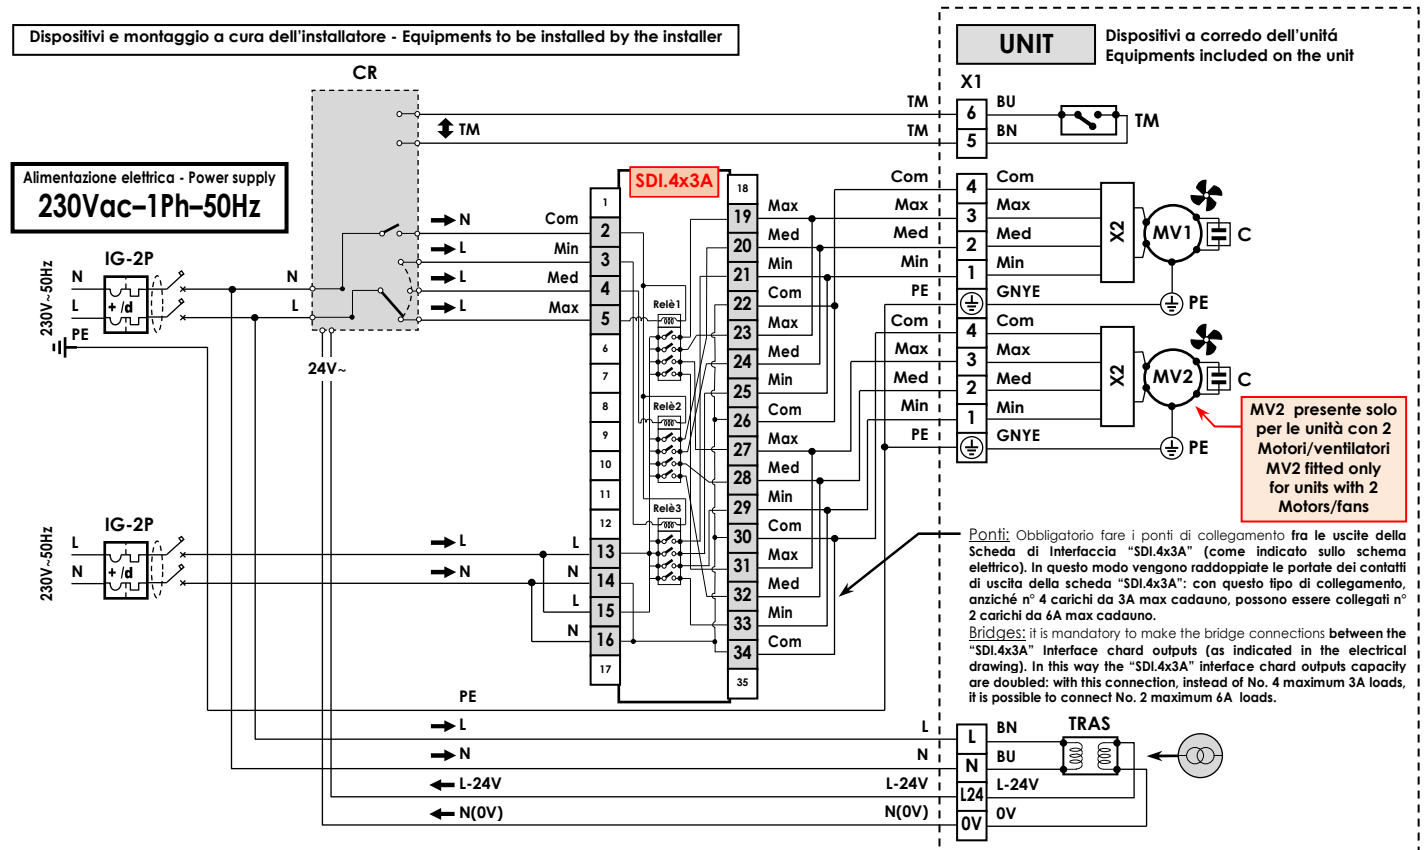 Dispositivi e montaggio a cura dell'installatore - Equipments to be installed by the installer
UNIT
Dispositivi a corredo dell'unitá
Equipments included on the unit
CR
X1
TM
TM
TM
6
5
BU
BN
TM
Alimentazione elettrica - Power supply
230Vac–1Ph–50Hz
IG-2P
230V~50Hz
N
L
PE
+ /d
N
L
24V~
N
L
L
L
Com
Min
Med
Max
SDI.4x3A
1
2
3
4
5
6
7
8
9
10
11
12
13
14
15
16
17
Relè1
Relè2
Relè3
18
19
20
21
22
23
24
25
26
27
28
29
30
31
32
33
34
35
Max
Med
Min
Com
Max
Med
Min
Com
Max
Med
Min
Com
Max
Med
Min
Com
Com
Max
Med
Min
PE
Com
Max
Med
Min
PE
4
3
2
1
4
3
2
1
Com
Max
Med
Min
GNYE
Com
Max
Med
Min
GNYE
X2
MV1
C
PE
X2
MV2
C
PE
MV2 presente solo
per le unità con 2
Motori/ventilatori
MV2 fitted only
for units with 2
Motors/fans
IG-2P
230V~50Hz
L
N
+ /d
L
N
L
N
L
N
Ponti: Obbligatorio fare i ponti di collegamento fra le uscite della
Scheda di Interfaccia "SDI.4x3A" (come indicato sullo schema
elettrico). In questo modo vengono raddoppiate le portate dei contatti
di uscita della scheda "SDI.4x3A": con questo tipo di collegamento,
anziché n° 4 carichi da 3A max cadauno, possono essere collegati n°
2 carichi da 6A max cadauno.
Bridges: it is mandatory to make the bridge connections between the
"SDI.4x3A" Interface chard outputs (as indicated in the electrical
drawing). In this way the "SDI.4x3A" interface chard outputs capacity
are doubled: with this connection, instead of No. 4 maximum 3A loads,
it is possible to connect No. 2 maximum 6A loads.
PE
L
N
L-24V
N(0V)
L
N
L-24V
N(0V)
L
N
L24
0V
BN
BU
L-24V
0V
TRAS